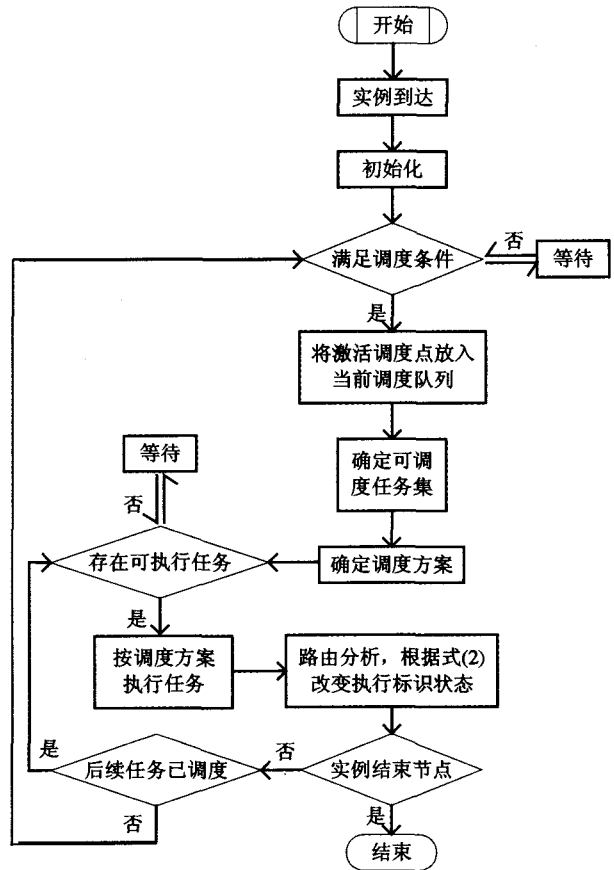 开始
实例到达
初始化
满足调度条件
否
等待
是
将激活调度点放入
当前调度队列
确定可调
度任务集
确定调度方案
等待
否
存在可执行任务
是
按调度方案
执行任务
路由分析，根据式(2)
改变执行标识状态
实例结束节点
否
后续任务已调度
是
否
是
结束